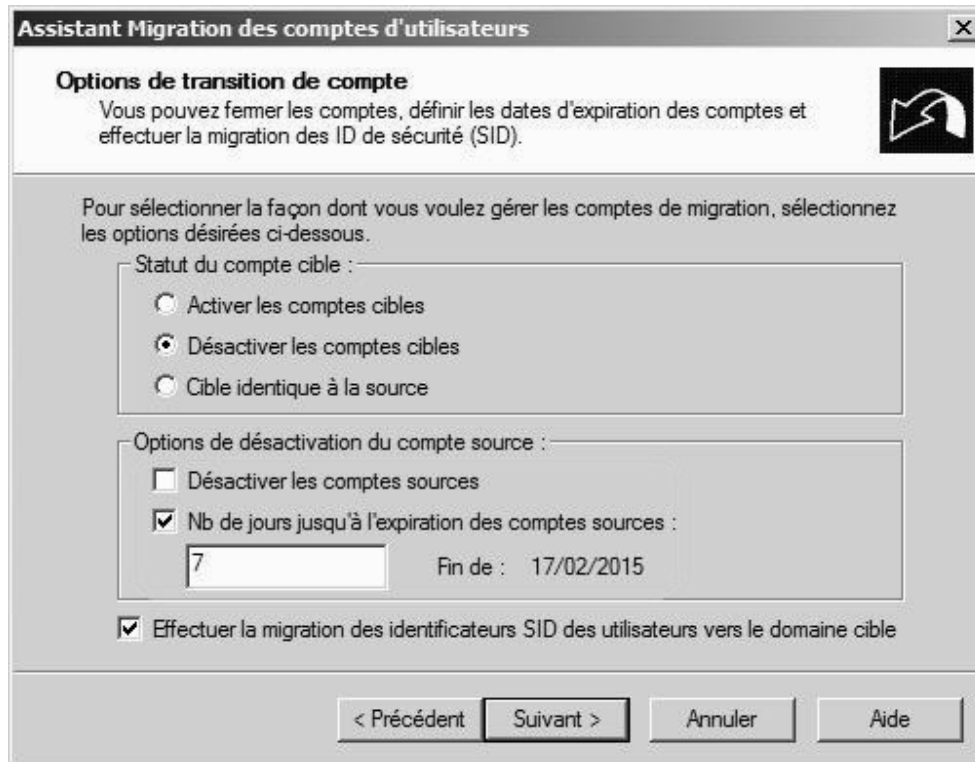 Assistant Migration des comptes d'utilisateurs
Options de transition de compte
Vous pouvez fermer les comptes, définir les dates d'expiration des comptes et
effectuer la migration des ID de sécurité (SID).
Pour sélectionner la façon dont vous voulez gérer les comptes de migration, sélectionnez
les options désirées ci-dessous.
Statut du compte cible :
Activer les comptes cibles
Désactiver les comptes cibles
Cible identique à la source
Options de désactivation du compte source :
Désactiver les comptes sources
Nb de jours jusqu'à l'expiration des comptes sources :
7 Fin de : 17/02/2015
Effectuer la migration des identificateurs SID des utilisateurs vers le domaine cible
< Précédent Suivant > Annuler Aide